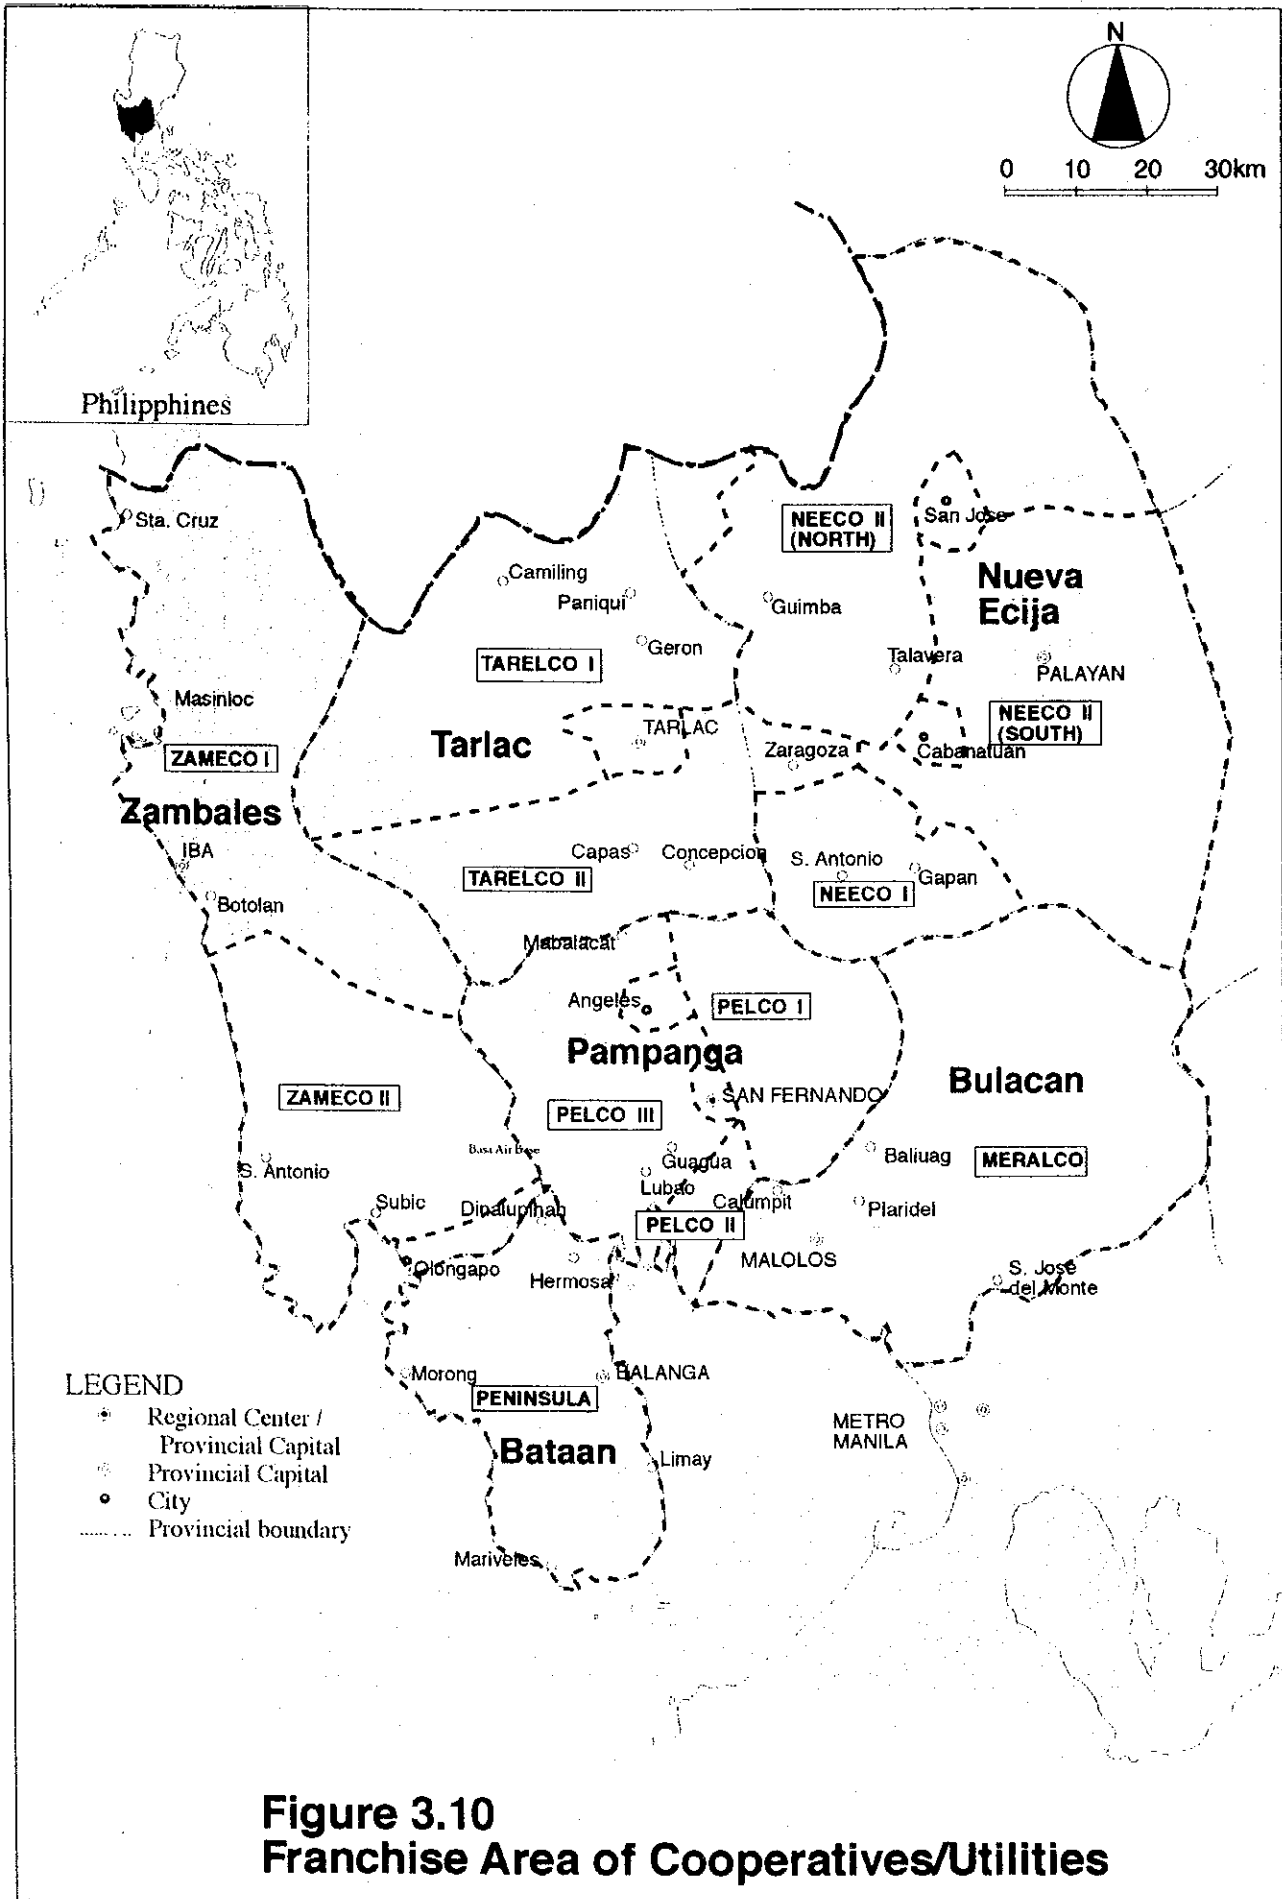 N
0 10 20 30km
Philipphines
Sta. Cruz
NEECO II
(NORTH)
San Jose
Nueva
Ecija
Camiling
Paniqui
Guimba
Geron
Talavera
PALAYAN
TARELCO I
Masinloc
NEECO II
(SOUTH)
TARLAC
Tarlac
Zaragoza
Cabanatuan
ZAMECO I
Zambales
IBA
Capas
Concepcion
S. Antonio
Gapan
TARELCO II
NEECO I
Botolan
Mabalacat
Angeles
PELCO I
Pampanga
Bulacan
ZAMECO II
SAN FERNANDO
PELCO III
Basa Air Base
Guagua
Baliuag
MERALCO
S. Antonio
Lubao
Calumpit
Subic
Dinalupihan
Plaridel
PELCO II
MALOLOS
Olongapo
Hermosa
S. Jose
del Monte
Morong
BALANGA
PENINSULA
METRO
MANILA
Bataan
Limay
Mariveles
LEGEND
Regional Center /
Provincial Capital
Provincial Capital
City
Provincial boundary
Figure 3.10
Franchise Area of Cooperatives/Utilities